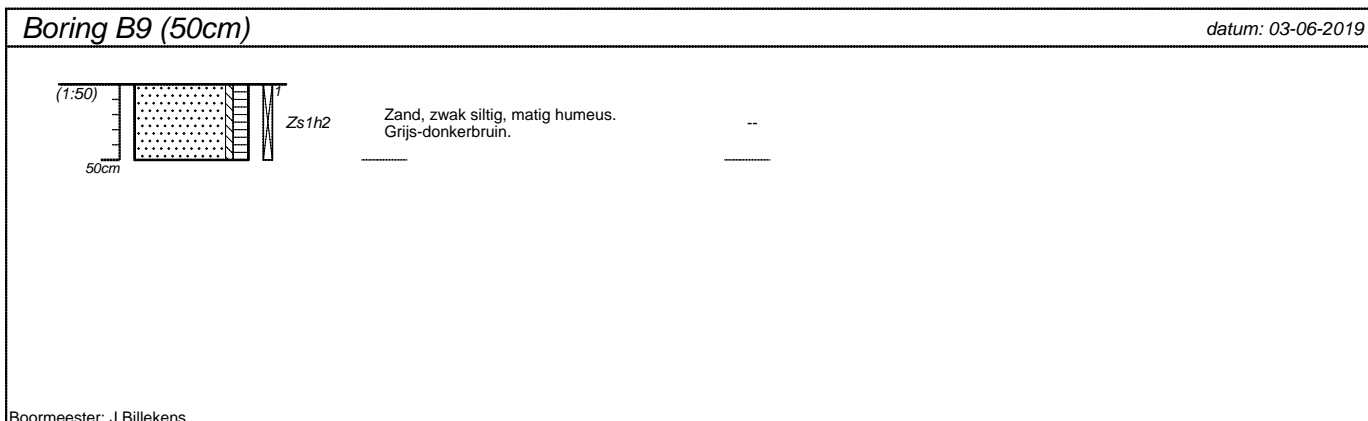 Boring B9 (50cm)
datum: 03-06-2019
(1:50)
1
Zs1h2
Zand, zwak siltig, matig humeus.
Grijs-donkerbruin.
--
50cm
Boormeester: J.Billekens